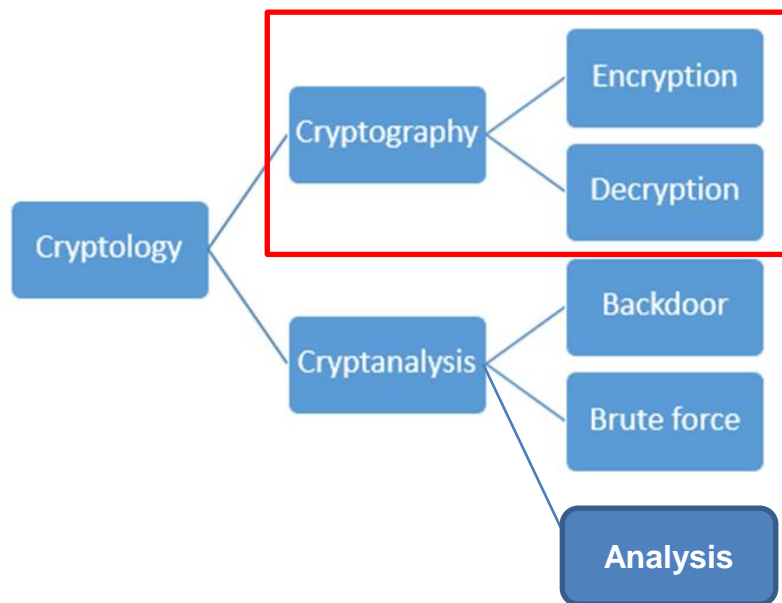 Encryption
Cryptography
Decryption
Cryptology
Backdoor
Cryptanalysis
Brute force
Analysis